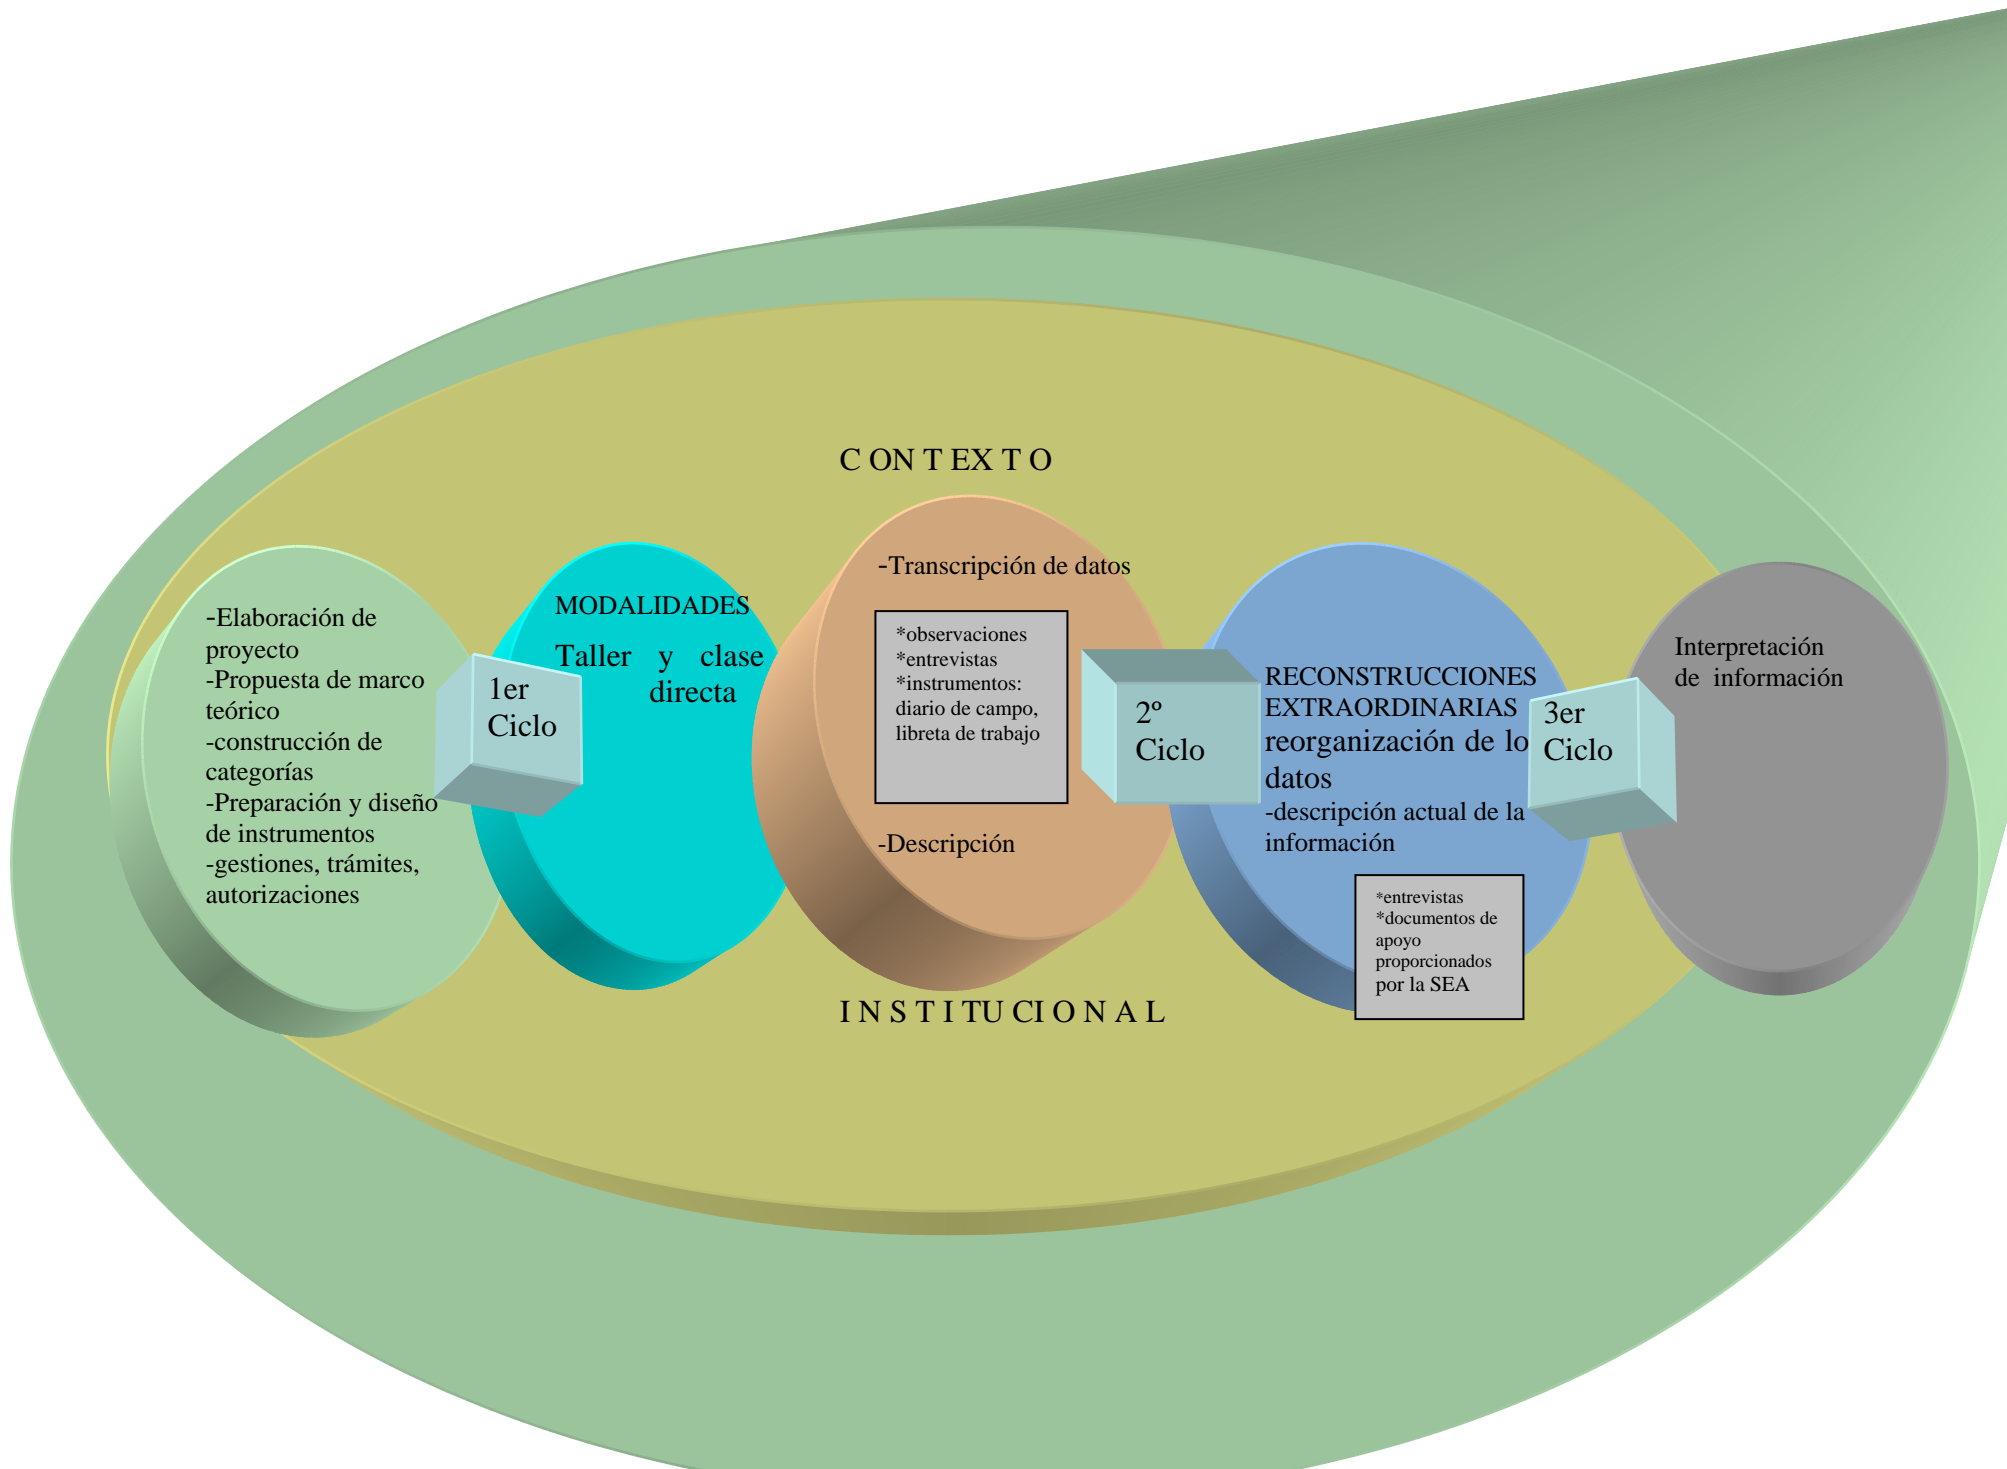 C O N T E X T O
-Elaboración de
proyecto
-Propuesta de marco
teórico
-construcción de
categorías
-Preparación y diseño
de instrumentos
-gestiones, trámites,
autorizaciones
1er
Ciclo
MODALIDADES
Taller y clase
directa
-Transcripción de datos
*observaciones
*entrevistas
*instrumentos:
diario de campo,
libreta de trabajo
-Descripción
2º
Ciclo
RECONSTRUCCIONES
EXTRAORDINARIAS
reorganización de lo
datos
-descripción actual de la
información
*entrevistas
*documentos de
apoyo
proporcionados
por la SEA
3er
Ciclo
Interpretación
de información
I N S T I TU CI O N A L